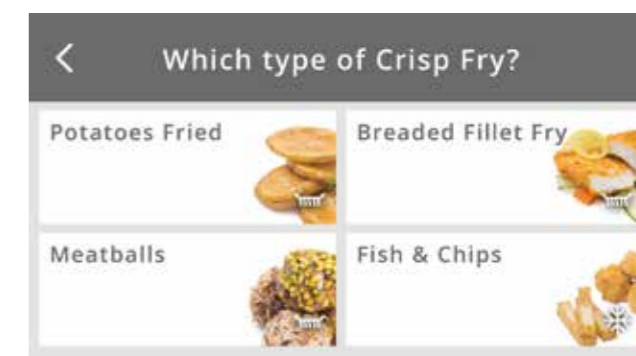 Which type of Crisp Fry?
Potatoes Fried
Breaded Fillet Fry
Meatballs
Fish & Chips